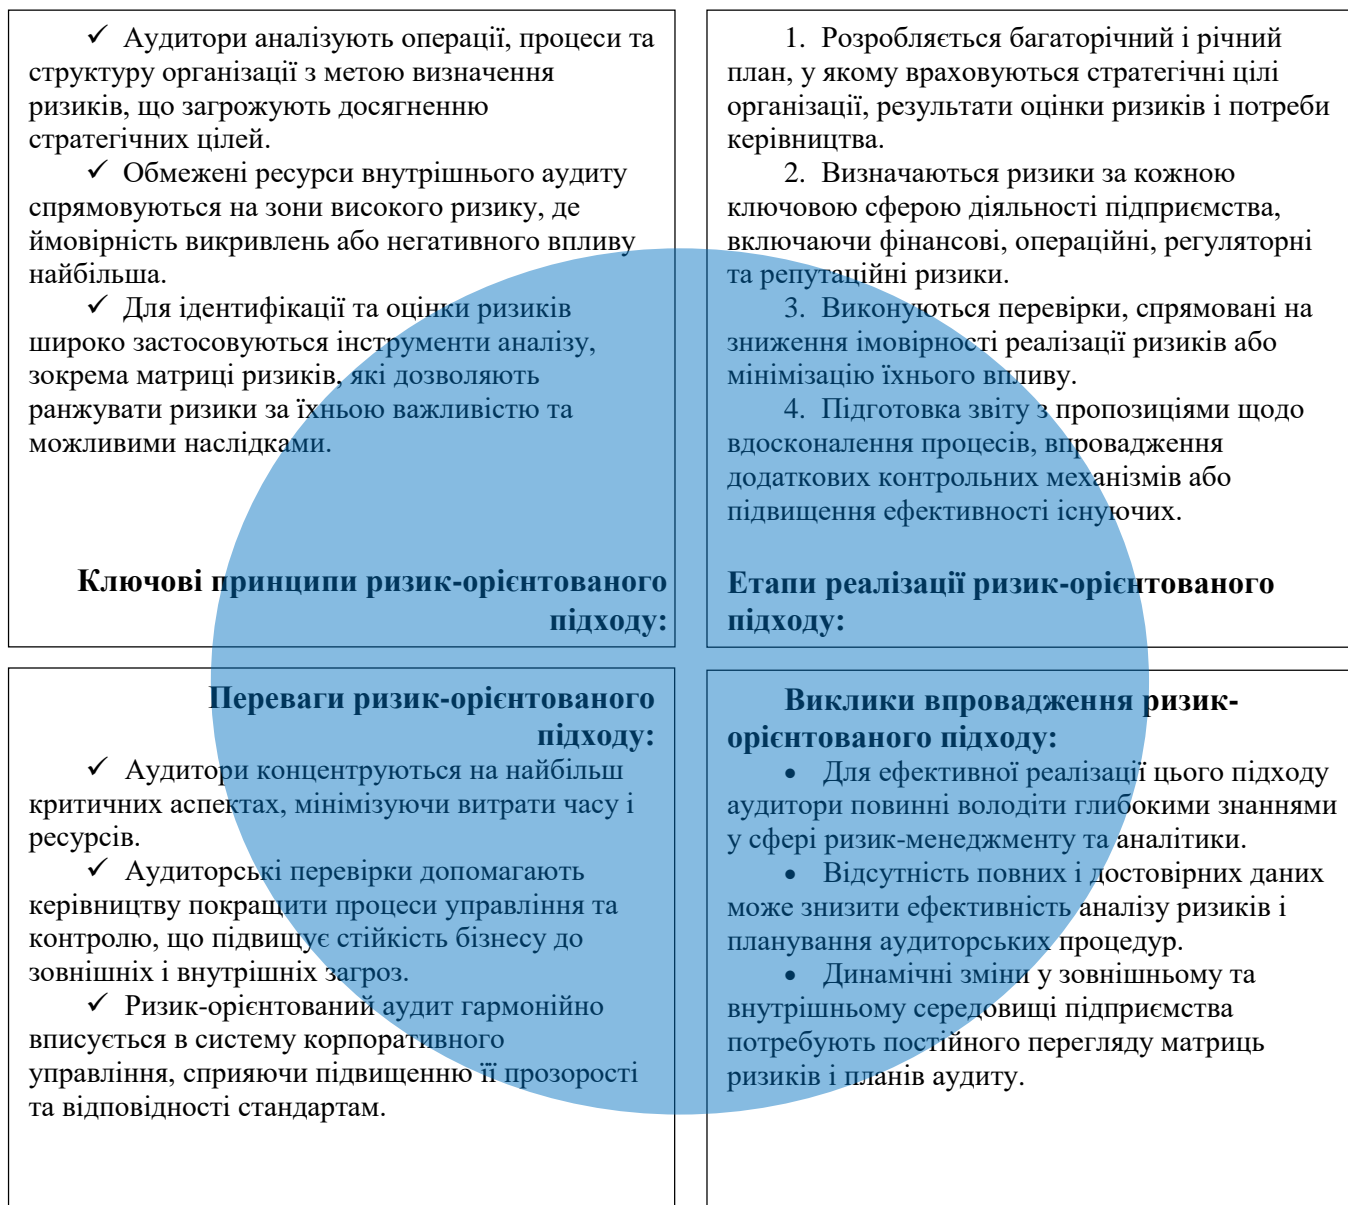 ✓ Аудитори аналізують операції, процеси та
структуру організації з метою визначення
ризиків, що загрожують досягненню
стратегічних цілей.
✓ Обмежені ресурси внутрішнього аудиту
спрямовуються на зони високого ризику, де
ймовірність викривлень або негативного впливу
найбільша.
✓ Для ідентифікації та оцінки ризиків
широко застосовуються інструменти аналізу,
зокрема матриці ризиків, які дозволяють
ранжувати ризики за їхньою важливістю та
можливими наслідками.
Ключові принципи ризик-орієнтованого
підходу:
1. Розробляється багаторічний і річний
план, у якому враховуються стратегічні цілі
організації, результати оцінки ризиків і потреби
керівництва.
2. Визначаються ризики за кожною
ключовою сферою діяльності підприємства,
включаючи фінансові, операційні, регуляторні
та репутаційні ризики.
3. Виконуються перевірки, спрямовані на
зниження імовірності реалізації ризиків або
мінімізацію їхнього впливу.
4. Підготовка звіту з пропозиціями щодо
вдосконалення процесів, впровадження
додаткових контрольних механізмів або
підвищення ефективності існуючих.
Етапи реалізації ризик-орієнтованого
підходу:
Переваги ризик-орієнтованого
підходу:
✓ Аудитори концентруються на найбільш
критичних аспектах, мінімізуючи витрати часу і
ресурсів.
✓ Аудиторські перевірки допомагають
керівництву покращити процеси управління та
контролю, що підвищує стійкість бізнесу до
зовнішніх і внутрішніх загроз.
✓ Ризик-орієнтований аудит гармонійно
вписується в систему корпоративного
управління, сприяючи підвищенню її прозорості
та відповідності стандартам.
Виклики впровадження ризик-
орієнтованого підходу:
• Для ефективної реалізації цього підходу
аудитори повинні володіти глибокими знаннями
у сфері ризик-менеджменту та аналітики.
• Відсутність повних і достовірних даних
може знизити ефективність аналізу ризиків і
планування аудиторських процедур.
• Динамічні зміни у зовнішньому та
внутрішньому середовищі підприємства
потребують постійного перегляду матриць
ризиків і планів аудиту.